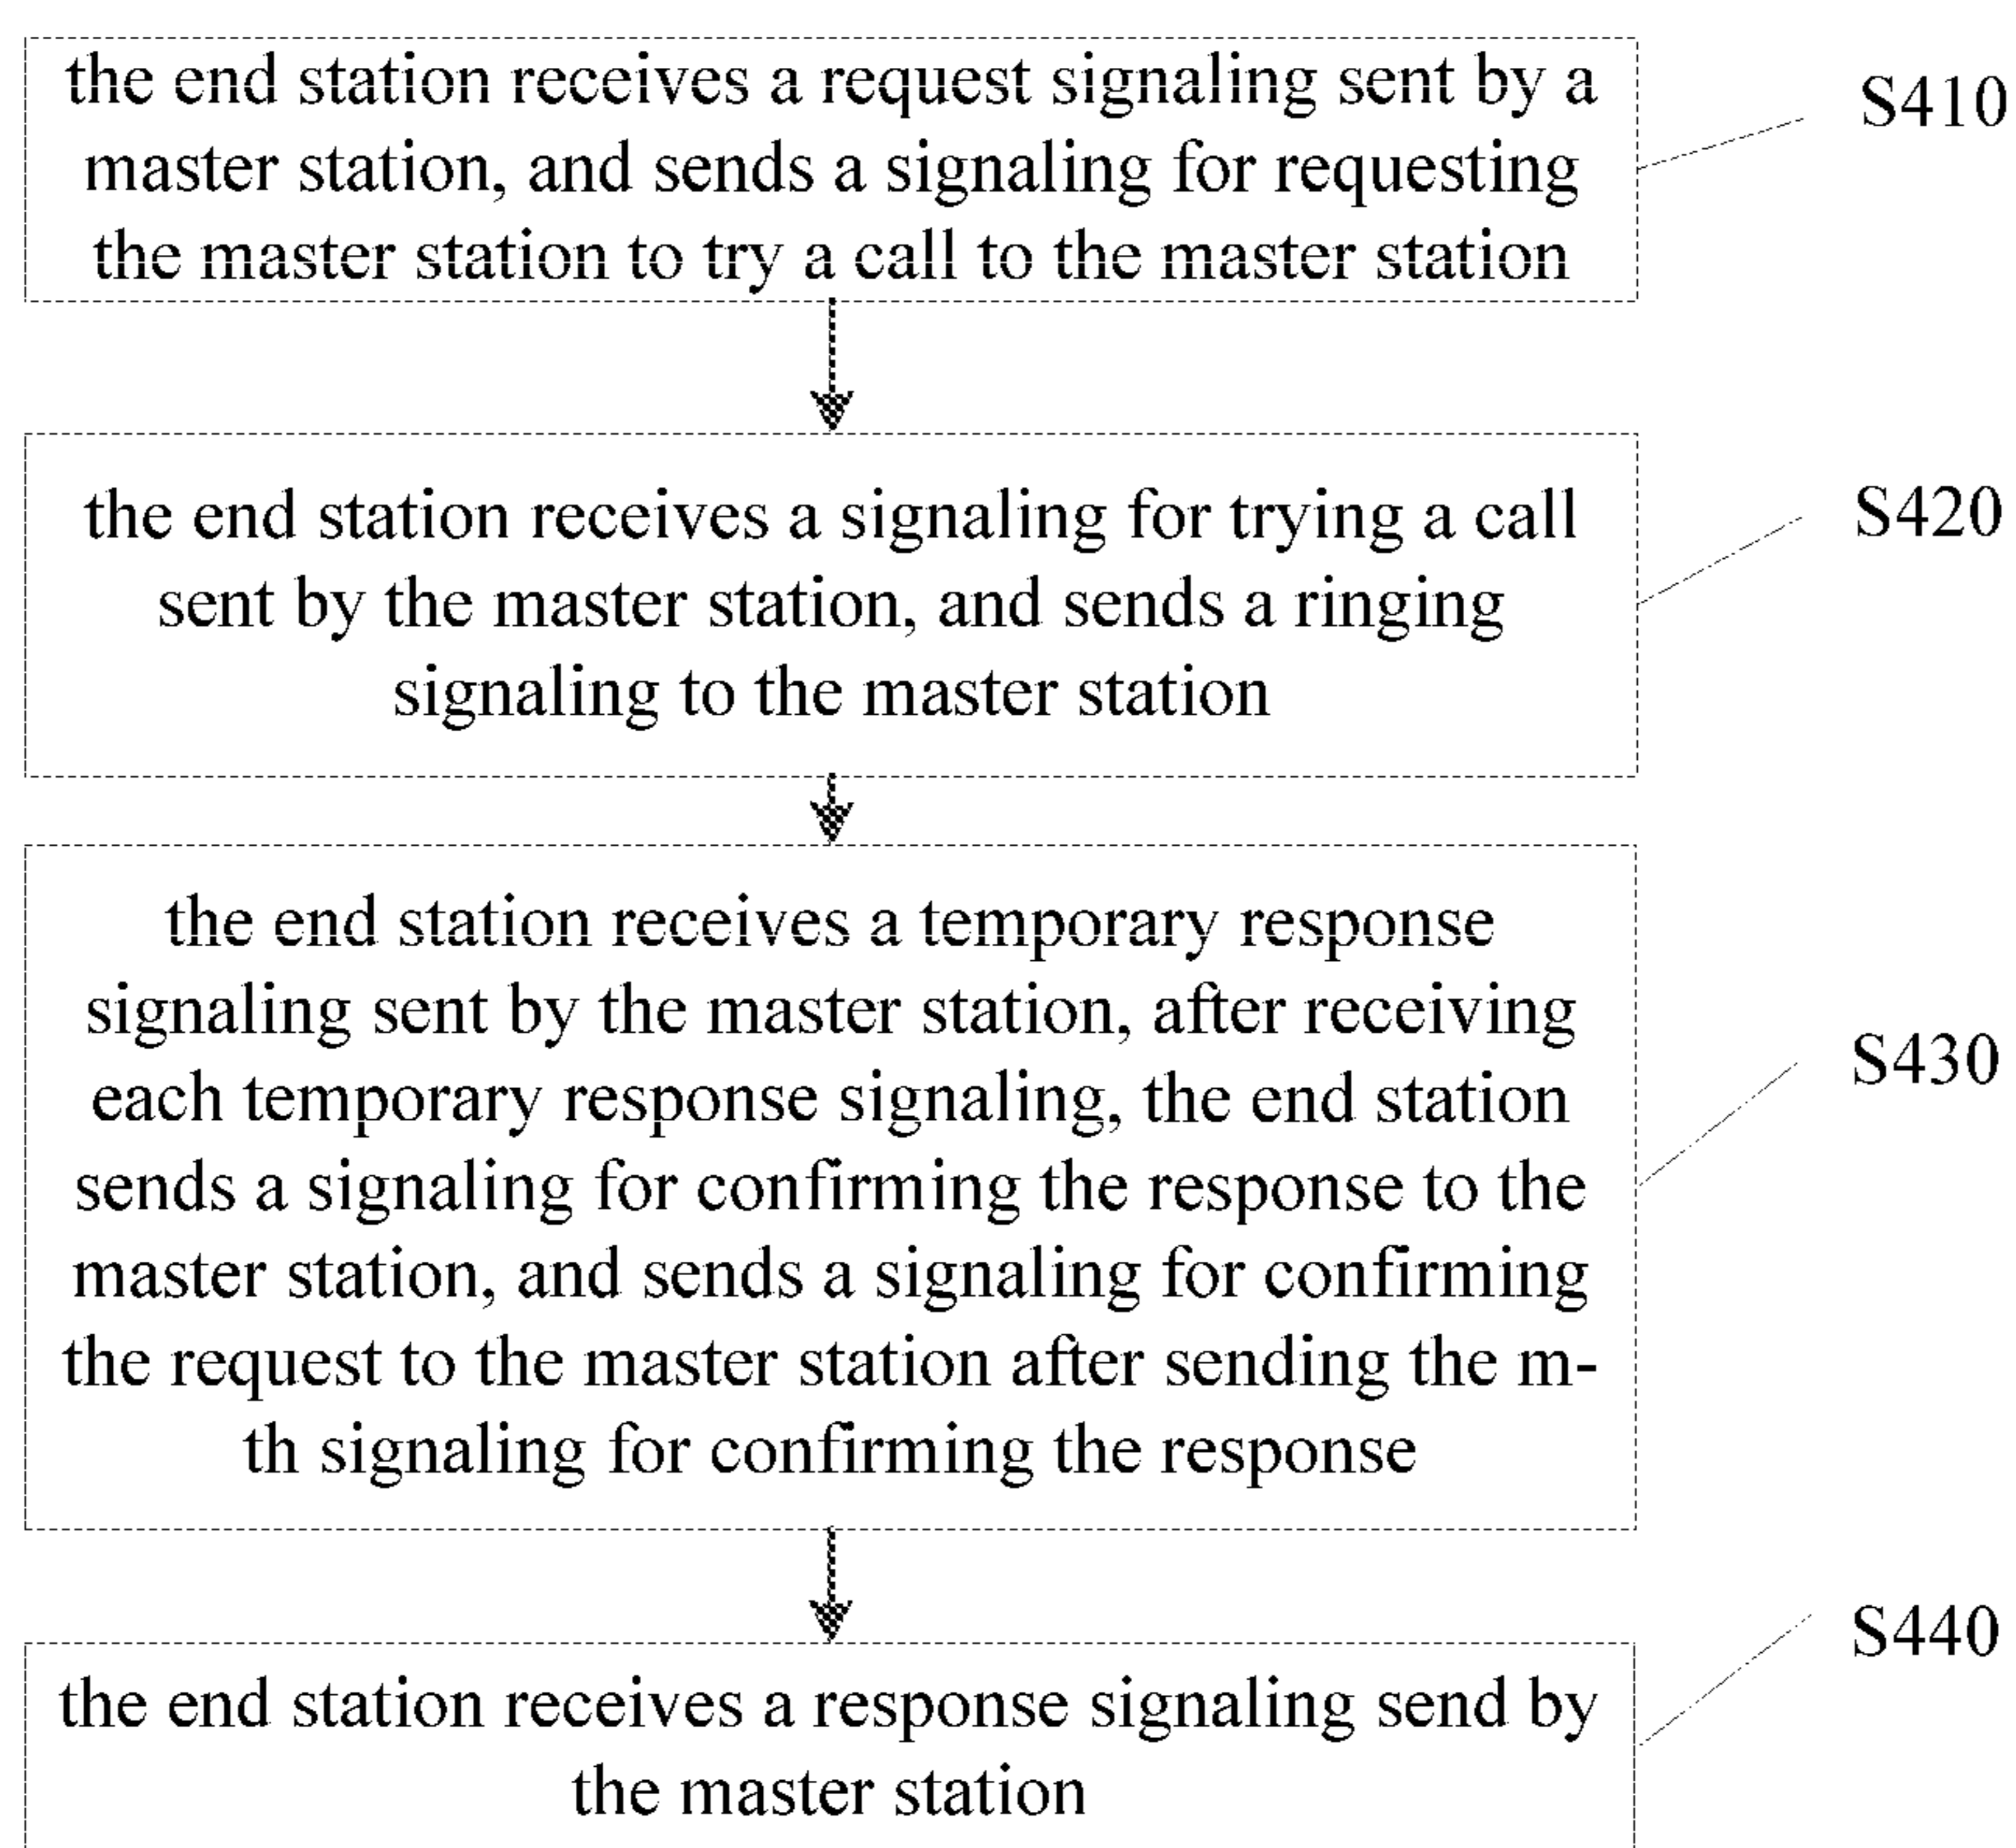 the end station receives a request signaling sent by a
master station, and sends a signaling for requesting
the master station to try a call to the master station
S410
the end station receives a signaling for trying a call
sent by the master station, and sends a ringing
signaling to the master station
S420
the end station receives a temporary response
signaling sent by the master station, after receiving
each temporary response signaling, the end station
sends a signaling for confirming the response to the
master station, and sends a signaling for confirming
the request to the master station after sending the m-
th signaling for confirming the response
S430
the end station receives a response signaling send by
the master station
S440